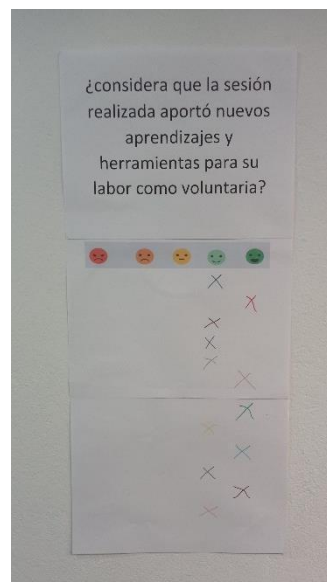 ¿considera que la sesión
realizada aportó nuevos
aprendizajes y
herramientas para su
labor como voluntaria?